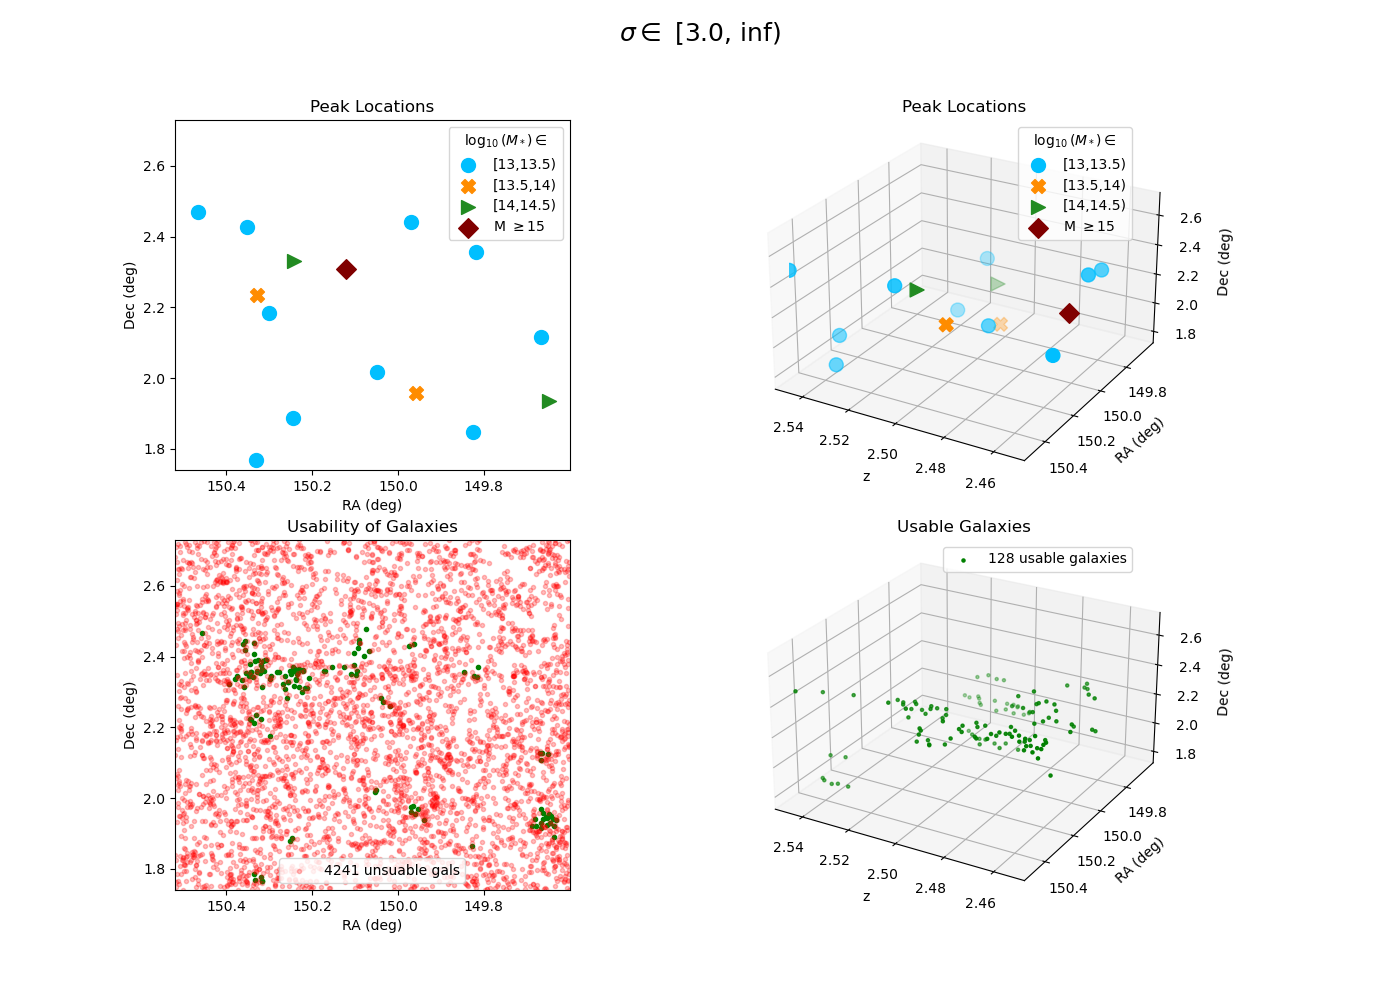 σ ∈ [3.0, inf)
Peak Locations
log₁₀(M*) ∈
[13,13.5)
[13.5,14)
[14,14.5)
M ≥15
2.6
2.4
2.2
2.0
1.8
Dec (deg)
150.4 150.2 150.0 149.8
RA (deg)
Peak Locations
log₁₀(M*) ∈
[13,13.5)
[13.5,14)
[14,14.5)
M ≥15
2.6
2.4
2.2
2.0
1.8
Dec (deg)
149.8
150.0
150.2
150.4
RA (deg)
2.54
2.52
2.50
2.48
2.46
z
Usability of Galaxies
2.6
2.4
2.2
2.0
1.8
Dec (deg)
4241 unsuable gals
150.4 150.2 150.0 149.8
RA (deg)
Usable Galaxies
128 usable galaxies
2.6
2.4
2.2
2.0
1.8
Dec (deg)
149.8
150.0
150.2
150.4
RA (deg)
2.54
2.52
2.50
2.48
2.46
z